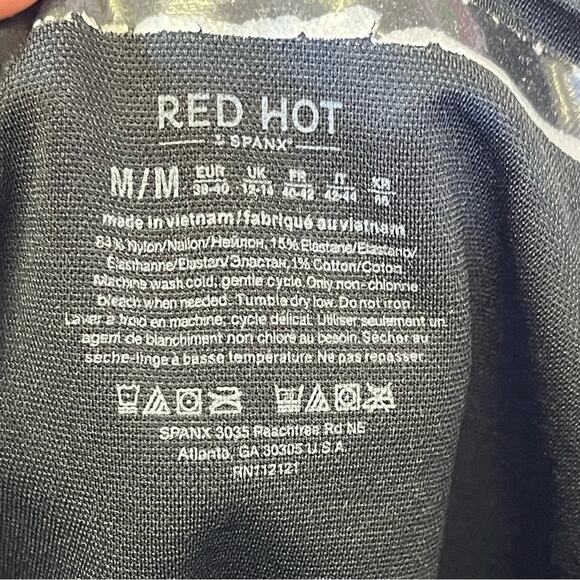 RED HOT
SPANX®
M/M EUR 38-40 UK 12-14 FR 40-42 IT 42-44 KR 66
made in vietnam/fabriqué au vietnam
84% Nylon/Nailon/Нейлон, 15% Elastane/Elastano/
Élasthanne/Elastan/Эластан, 1% Cotton/Coton.
Machine wash cold, gentle cycle. Only non-chlorine
bleach when needed. Tumble dry low. Do not iron.
Laver à froid en machine, cycle délicat. Utiliser seulement un
agent de blanchiment non chloré au besoin. Sécher au
sèche-linge à basse température. Ne pas repasser.
SPANX 3035 Peachtree Rd NE
Atlanta, GA 30305 U.S.A.
RN112121